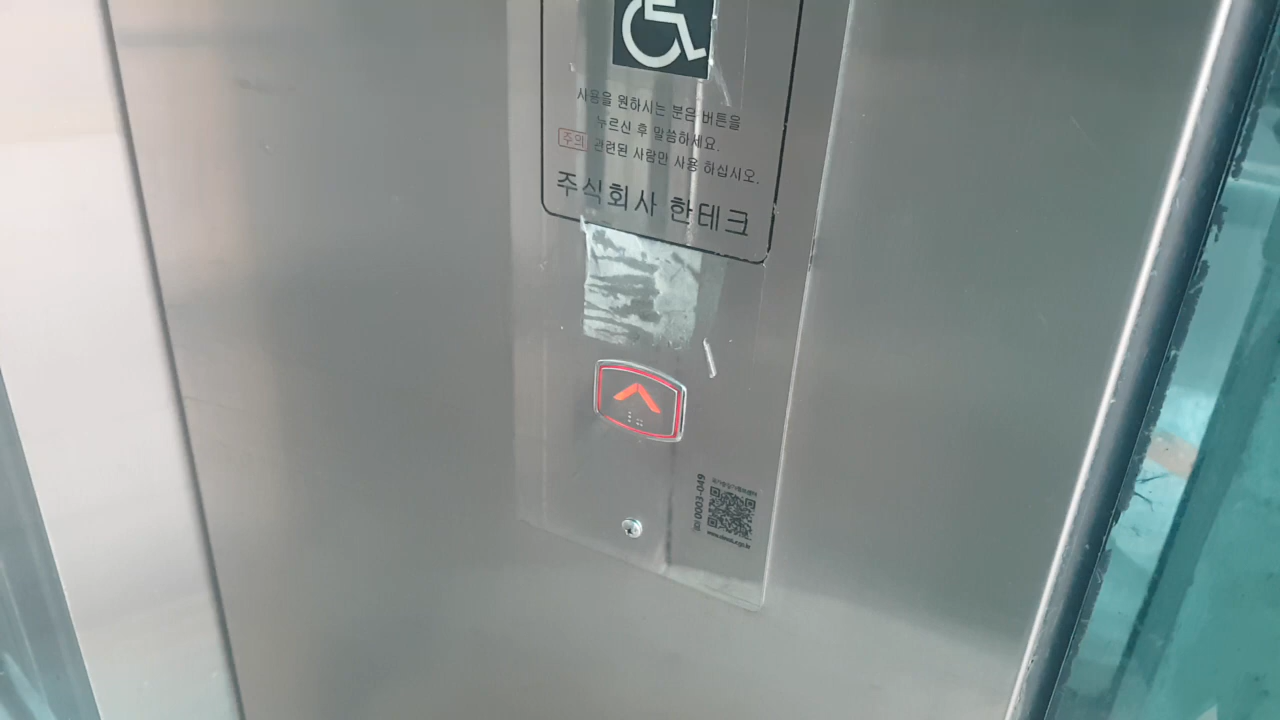 사용을 원하시는 분은 버튼을
누르신 후 말씀하세요.
주의 관련된 사람만 사용 하십시오.
주식회사 한테크
0003-049